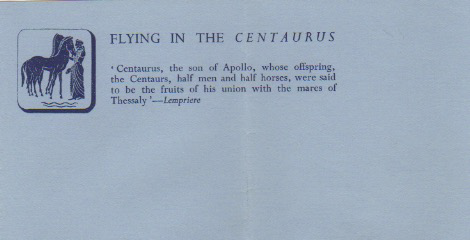 FLYING IN THE CENTAURUS
‘Centaurus, the son of Apollo, whose offspring,
the Centaurs, half men and half horses, were said
to be the fruits of his union with the mares of
Thessaly’—Lempriere